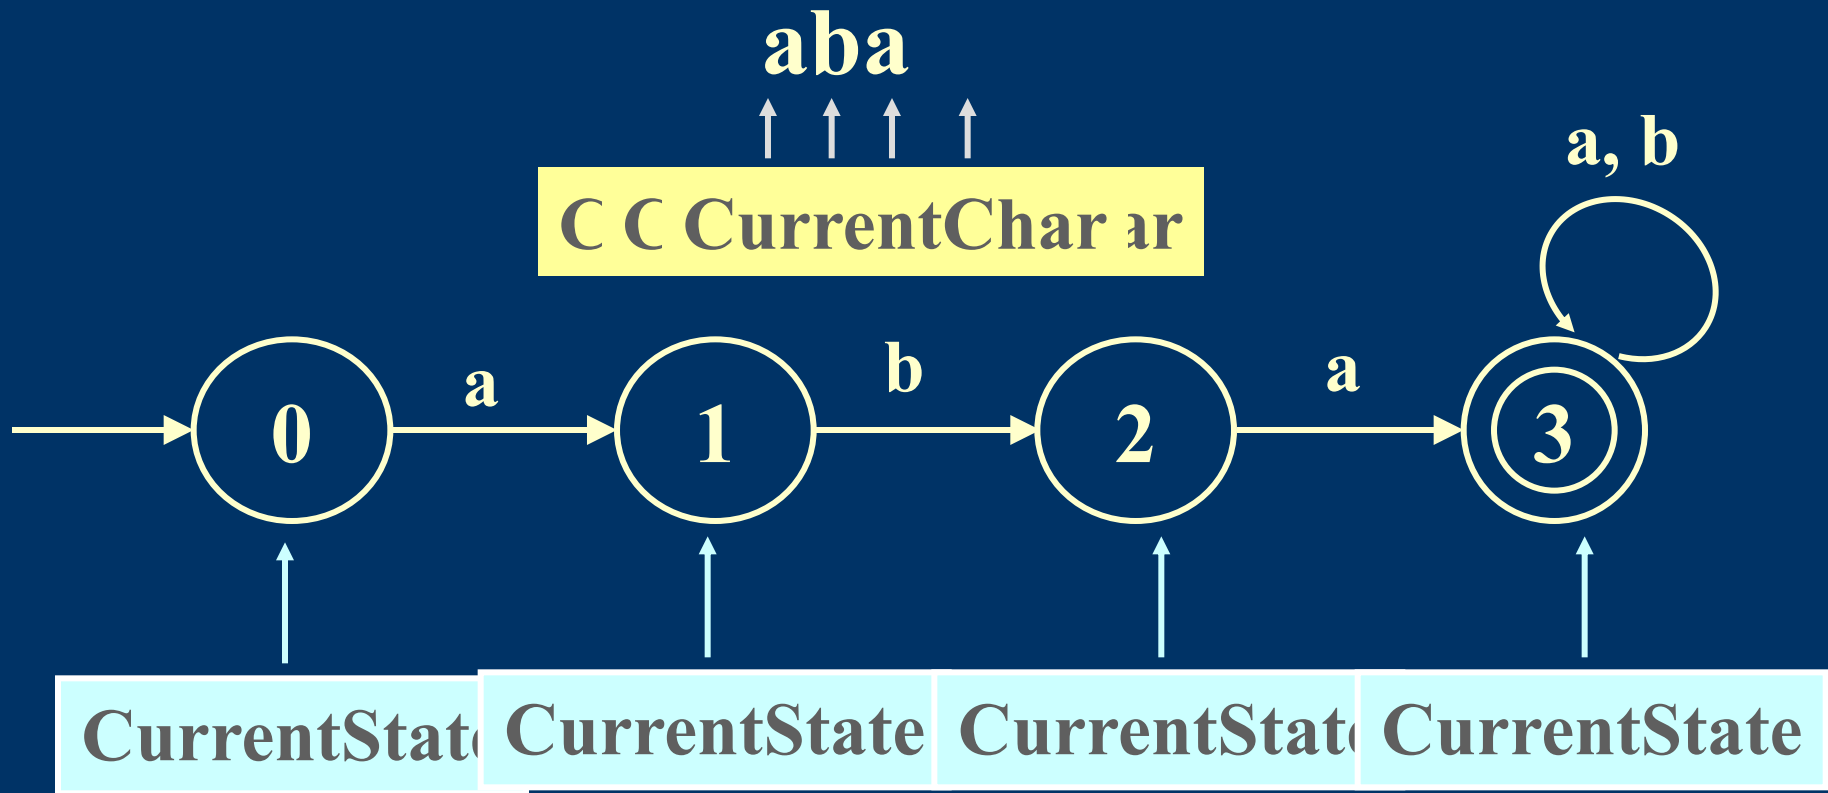 aba
a, b
C C CurrentChar ar
a b a
0 1 2 3
CurrentState CurrentState CurrentState CurrentState